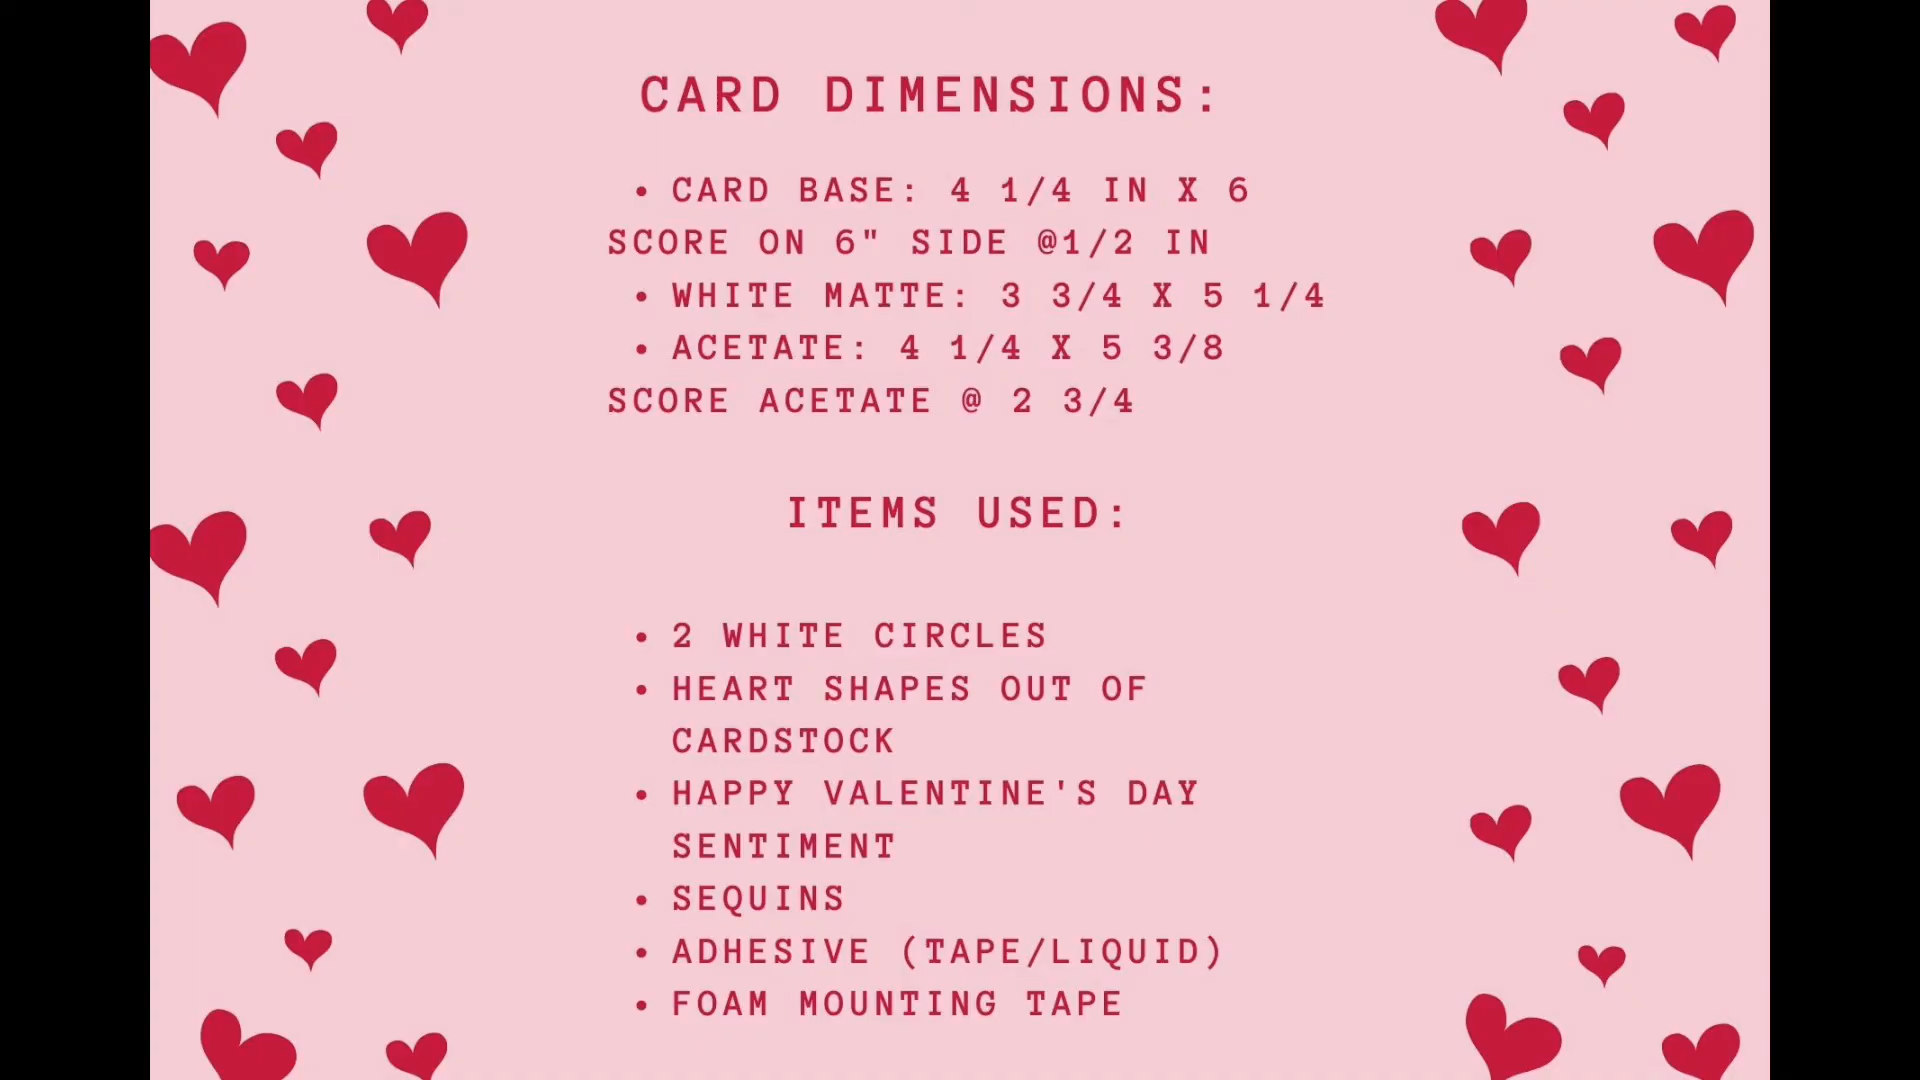 CARD DIMENSIONS:
• CARD BASE: 4 1/4 IN X 6
SCORE ON 6" SIDE @1/2 IN
• WHITE MATTE: 3 3/4 X 5 1/4
• ACETATE: 4 1/4 X 5 3/8
SCORE ACETATE @ 2 3/4
ITEMS USED:
• 2 WHITE CIRCLES
• HEART SHAPES OUT OF
CARDSTOCK
• HAPPY VALENTINE'S DAY
SENTIMENT
• SEQUINS
• ADHESIVE (TAPE/LIQUID)
• FOAM MOUNTING TAPE